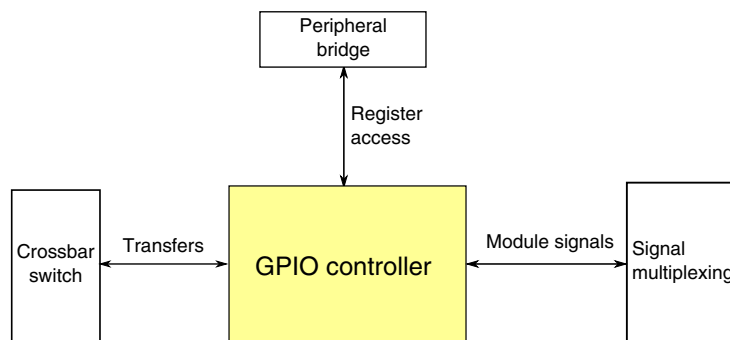 Peripheral
bridge
Register
access
Crossbar
switch
Transfers
GPIO controller
Module signals
Signal
multiplexing